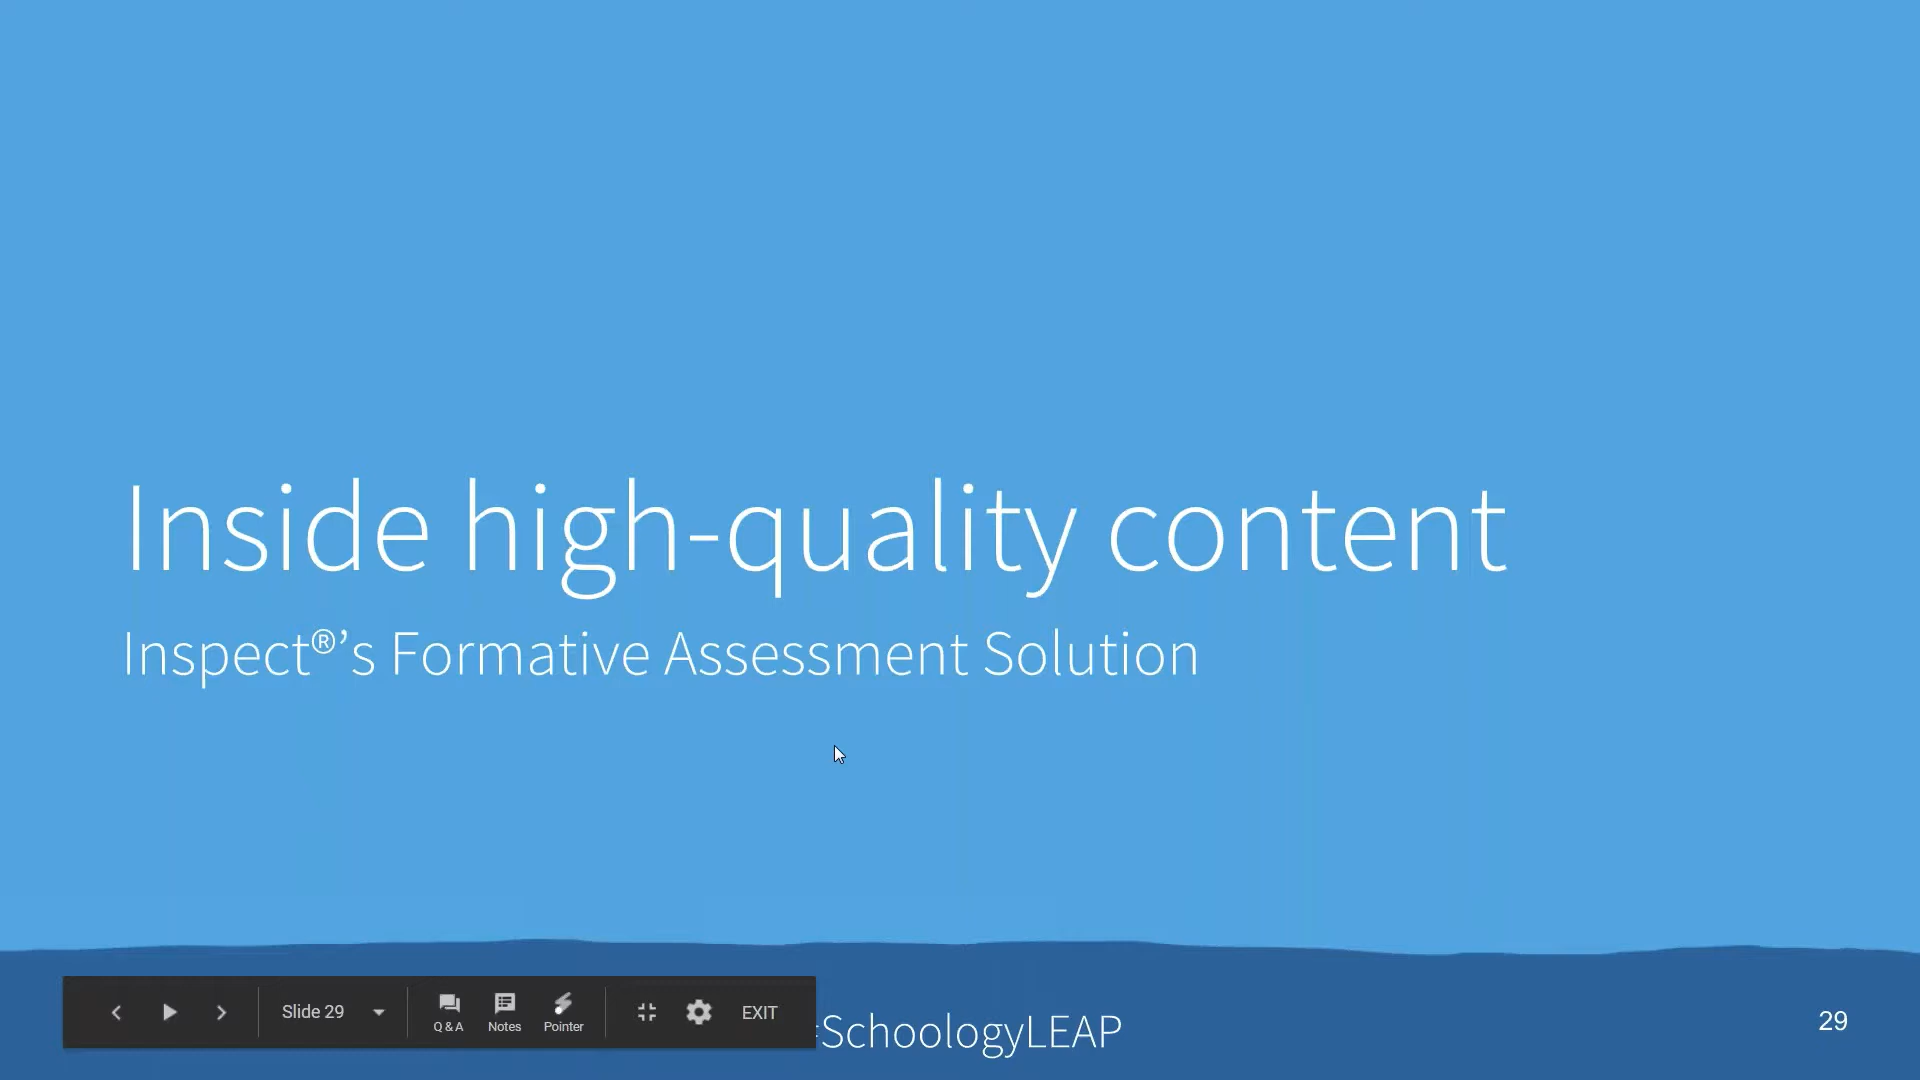 Inside high-quality content
Inspect®’s Formative Assessment Solution
Slide 29
Q & A
Notes
Pointer
EXIT
#SchoologyLEAP
29